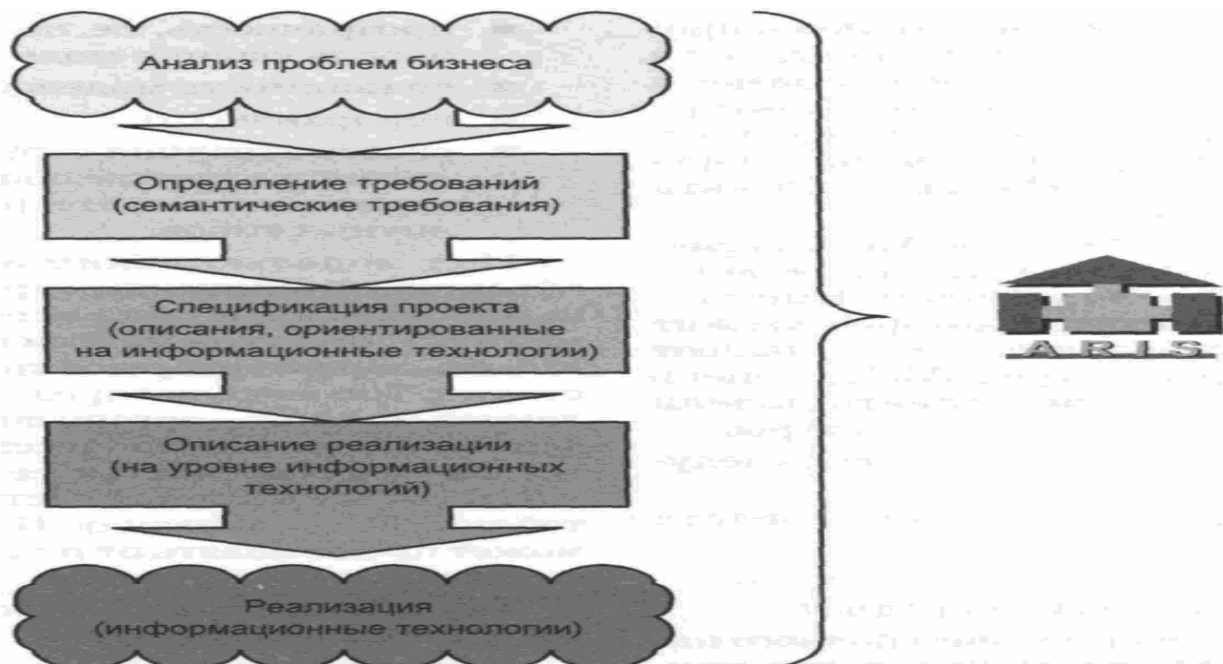 Анализ проблем бизнеса
Определение требований
(семантические требования)
Спецификация проекта
(описания, ориентированные
на информационные технологии)
Описание реализации
(на уровне информационных
технологий)
Реализация
(информационные технологии)
ARIS